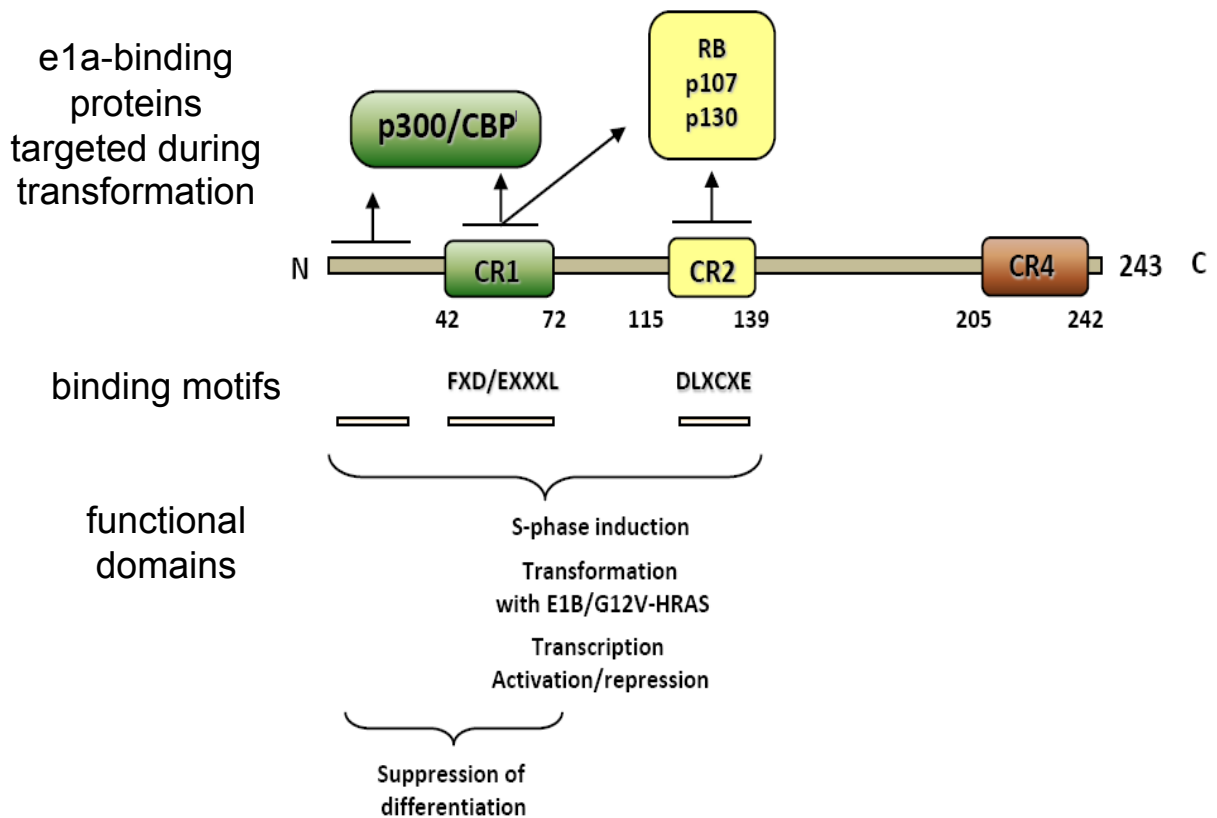 e1a-binding
proteins
targeted during
transformation
p300/CBP
RB
p107
p130
N
CR1
CR2
CR4
243
C
42
72
115
139
205
242
binding motifs
FXD/EXXXL
DLXCXE
functional
domains
S-phase induction
Transformation
with E1B/G12V-HRAS
Transcription
Activation/repression
Suppression of
differentiation